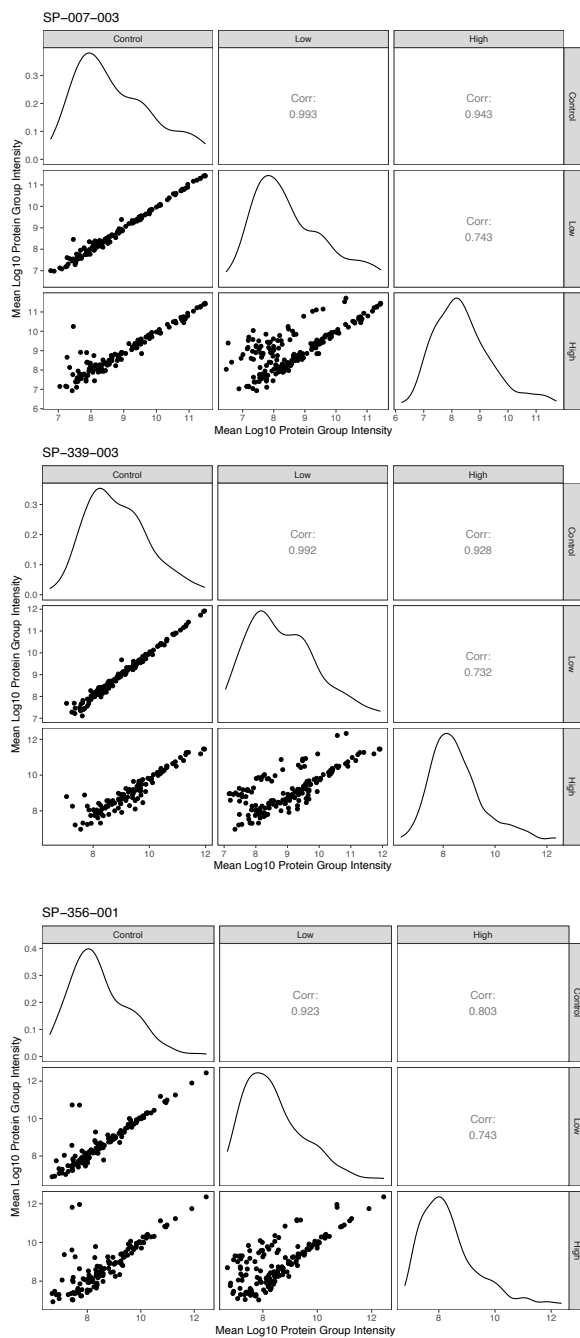 SP−007−003
Control Low High
Mean Log10 Protein Group Intensity
0.3
0.2
0.1
0.0
Corr:
0.993
Corr:
0.943
Control
11
10
9
8
7
Corr:
0.743
Low
11
10
9
8
7
6
High
7 8 9 10 11 7 8 9 10 11 6 7 8 9 10 11
Mean Log10 Protein Group Intensity
SP−339−003
Control Low High
Mean Log10 Protein Group Intensity
0.3
0.2
0.1
0.0
Corr:
0.992
Corr:
0.928
Control
12
11
10
9
8
7
Corr:
0.732
Low
12
10
8
High
8 10 12 7 8 9 10 11 12 8 10 12
Mean Log10 Protein Group Intensity
SP−356−001
Control Low High
Mean Log10 Protein Group Intensity
0.4
0.3
0.2
0.1
0.0
Corr:
0.923
Corr:
0.803
Control
12
10
8
Corr:
0.743
Low
12
11
10
9
8
7
High
8 10 12 8 10 12 8 10 12
Mean Log10 Protein Group Intensity